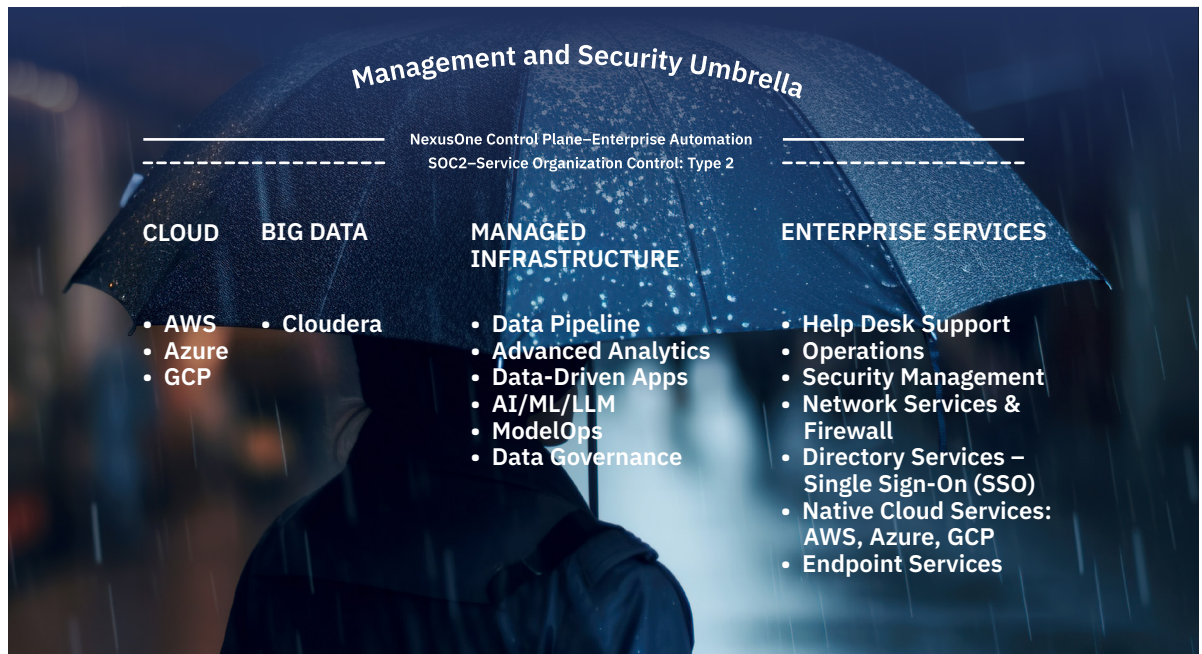 Management and Security Umbrella
NexusOne Control Plane–Enterprise Automation
SOC2–Service Organization Control: Type 2
CLOUD
• AWS
• Azure
• GCP
BIG DATA
• Cloudera
MANAGED
INFRASTRUCTURE
• Data Pipeline
• Advanced Analytics
• Data-Driven Apps
• AI/ML/LLM
• ModelOps
• Data Governance
ENTERPRISE SERVICES
• Help Desk Support
• Operations
• Security Management
• Network Services &
Firewall
• Directory Services –
Single Sign-On (SSO)
• Native Cloud Services:
AWS, Azure, GCP
• Endpoint Services